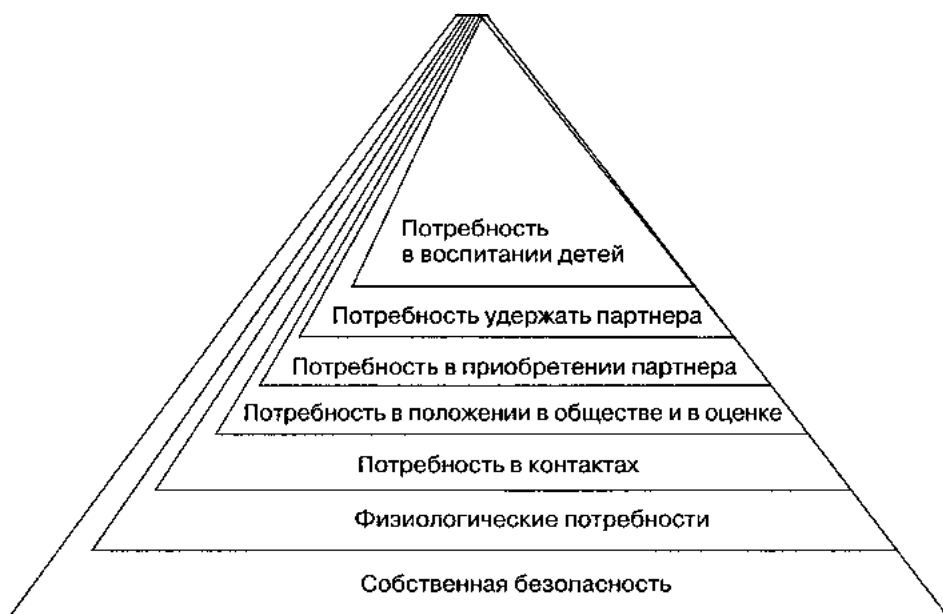 Потребность
в воспитании детей
Потребность удержать партнера
Потребность в приобретении партнера
Потребность в положении в обществе и в оценке
Потребность в контактах
Физиологические потребности
Собственная безопасность